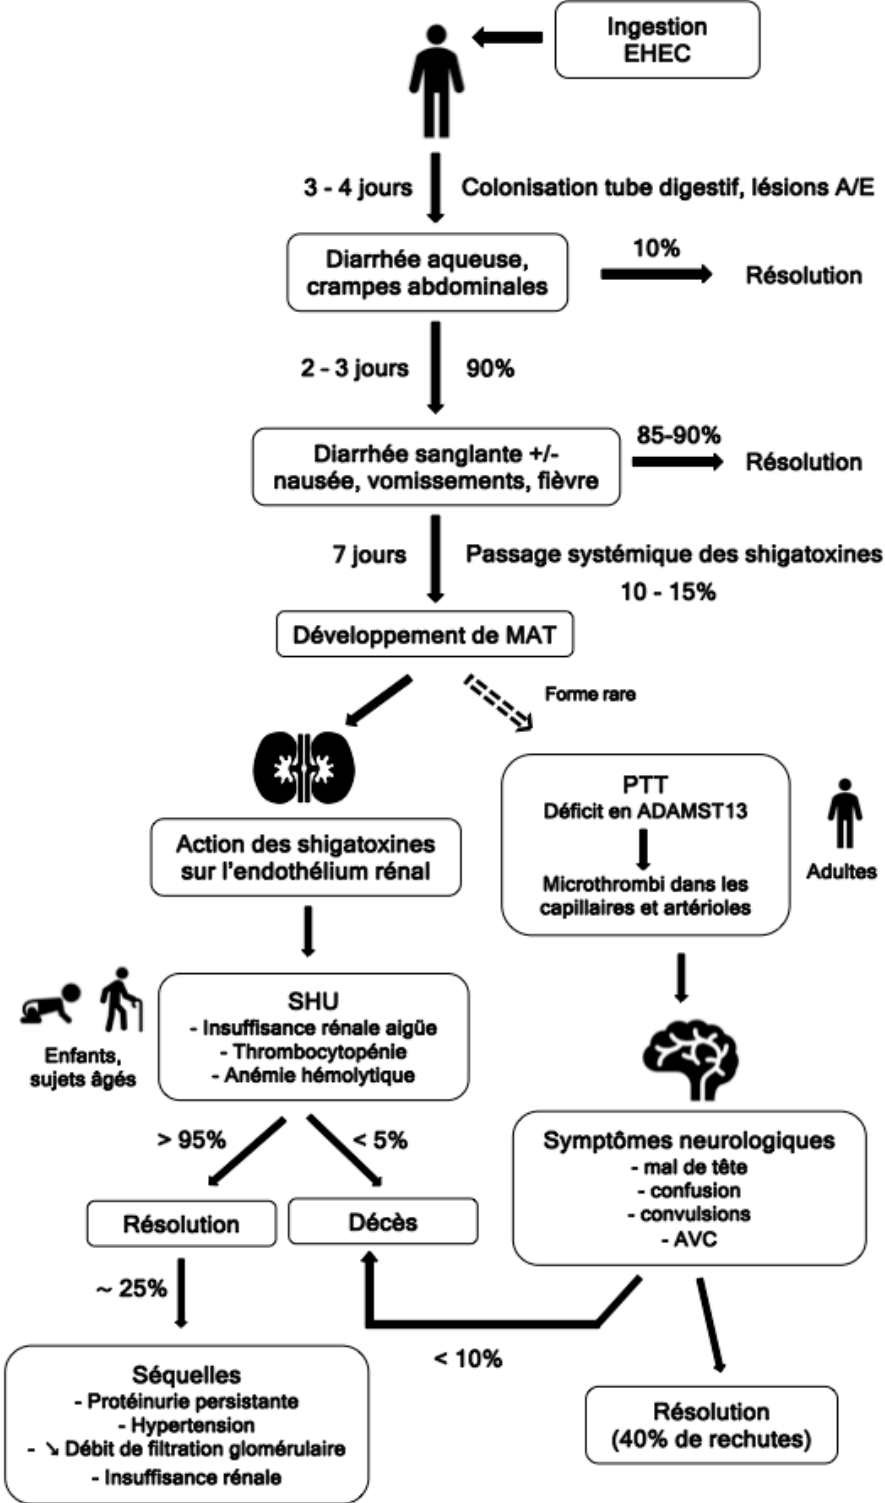 Ingestion
EHEC
3 - 4 jours
Colonisation tube digestif, lésions A/E
Diarrhée aqueuse,
crampes abdominales
10%
Résolution
2 - 3 jours
90%
Diarrhée sanglante +/-
nausée, vomissements, fièvre
85-90%
Résolution
7 jours
Passage systémique des shigatoxines
10 - 15%
Développement de MAT
Forme rare
Action des shigatoxines
sur l'endothélium rénal
PTT
Déficit en ADAMST13
Microthrombi dans les
capillaires et artérioles
Adultes
Enfants,
sujets âgés
SHU
- Insuffisance rénale aigüe
- Thrombocytopénie
- Anémie hémolytique
> 95%
< 5%
Résolution
Décès
Symptômes neurologiques
- mal de tête
- confusion
- convulsions
- AVC
~ 25%
< 10%
Séquelles
- Protéinurie persistante
- Hypertension
- ↘ Débit de filtration glomérulaire
- Insuffisance rénale
Résolution
(40% de rechutes)